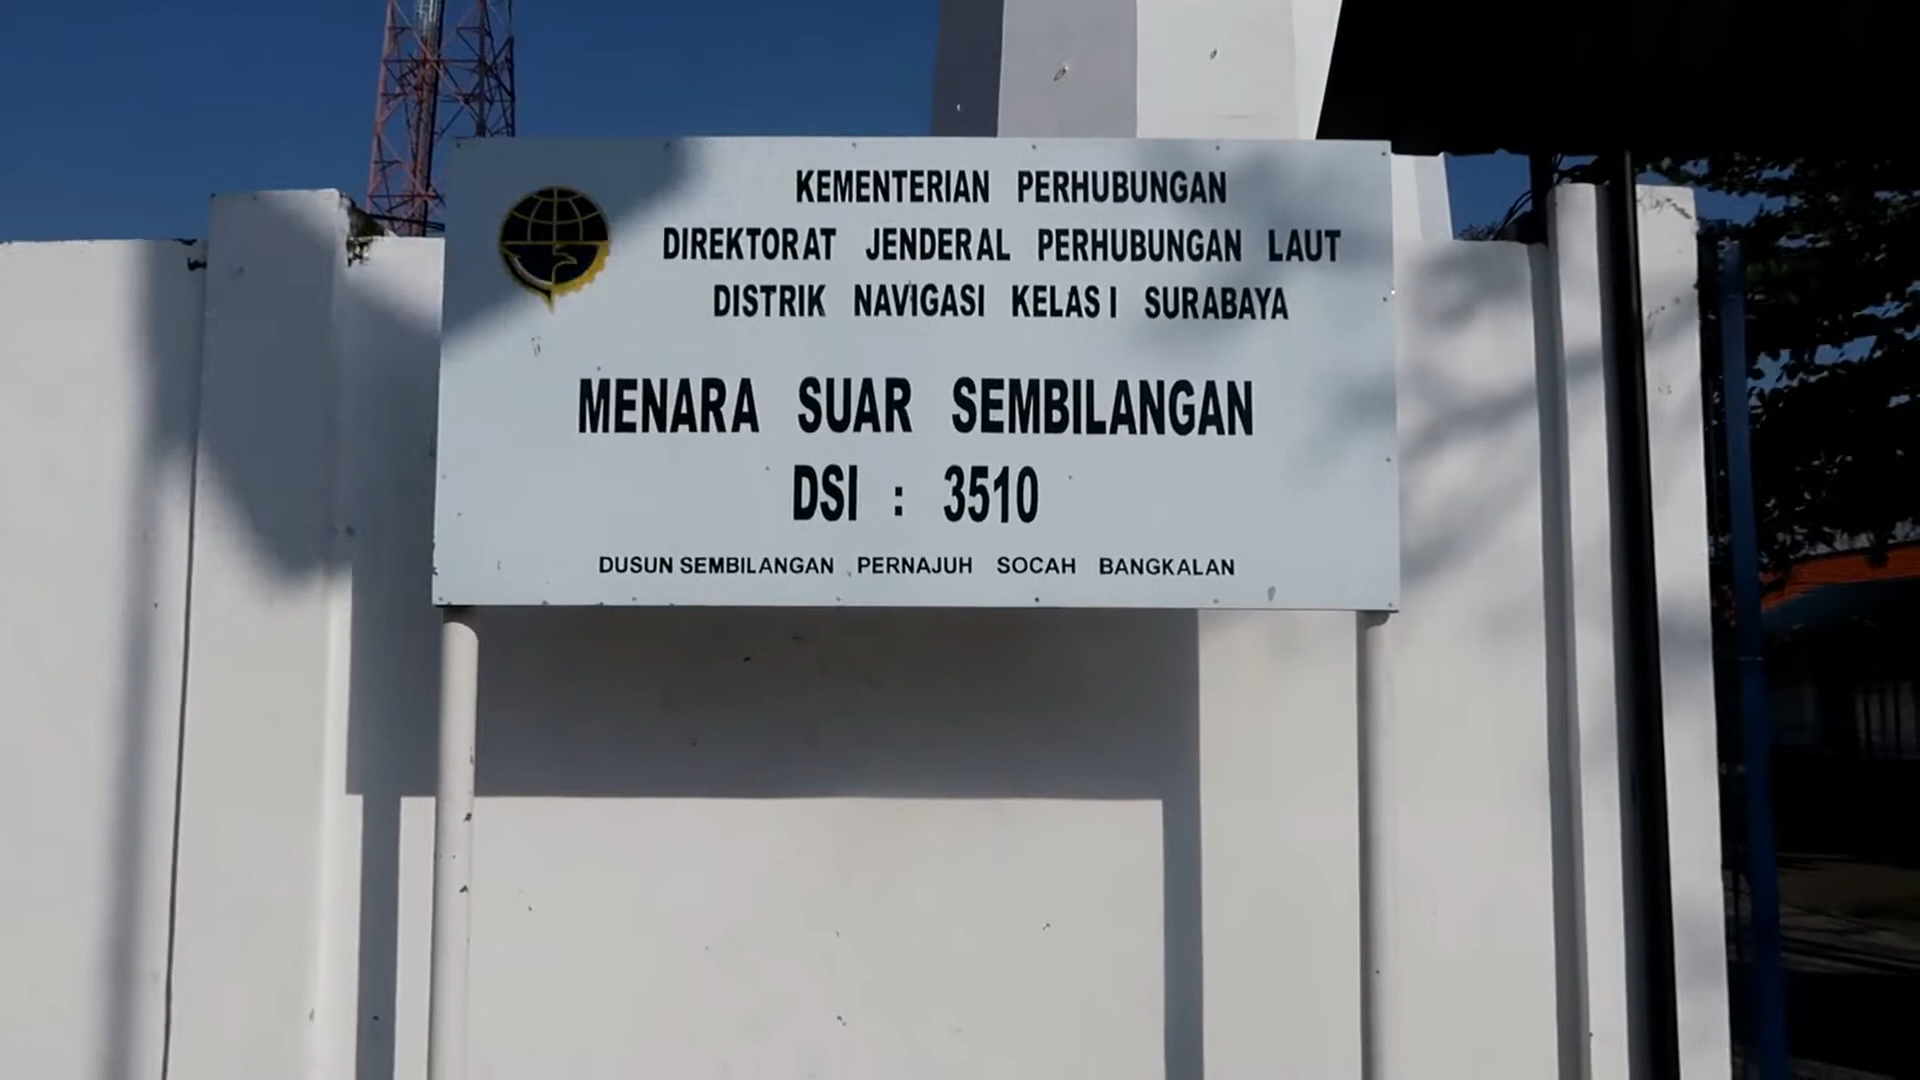 KEMENTERIAN PERHUBUNGAN
DIREKTORAT JENDERAL PERHUBUNGAN LAUT
DISTRIK NAVIGASI KELAS I SURABAYA
MENARA SUAR SEMBILANGAN
DSI : 3510
DUSUN SEMBILANGAN PERNAJUH SOCAH BANGKALAN